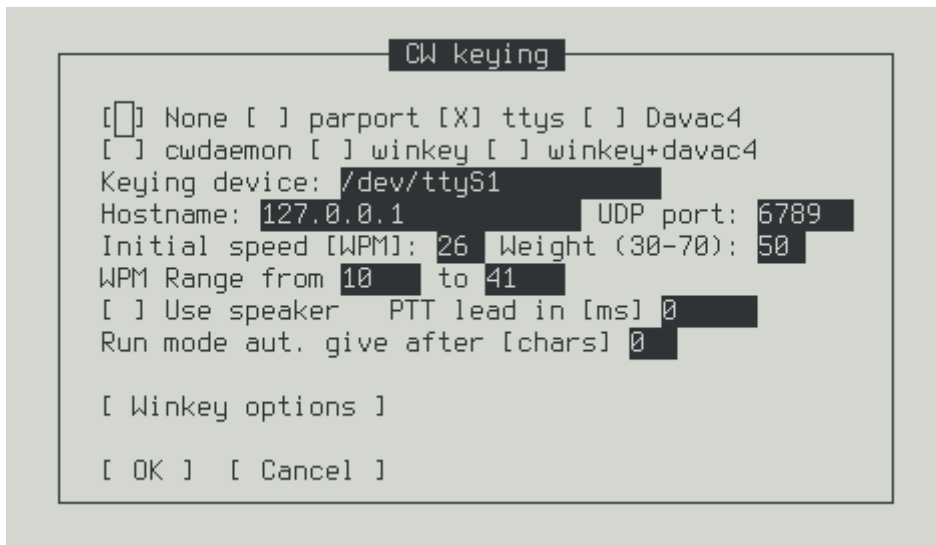 CW keying
[ ] None [ ] parport [X] ttys [ ] Davac4
[ ] cwdaemon [ ] winkey [ ] winkey+davac4
Keying device: /dev/ttyS1
Hostname: 127.0.0.1 UDP port: 6789
Initial speed [WPM]: 26 Weight (30-70): 50
WPM Range from 10 to 41
[ ] Use speaker PTT lead in [ms] 0
Run mode aut. give after [chars] 0
[ Winkey options ]
[ OK ] [ Cancel ]